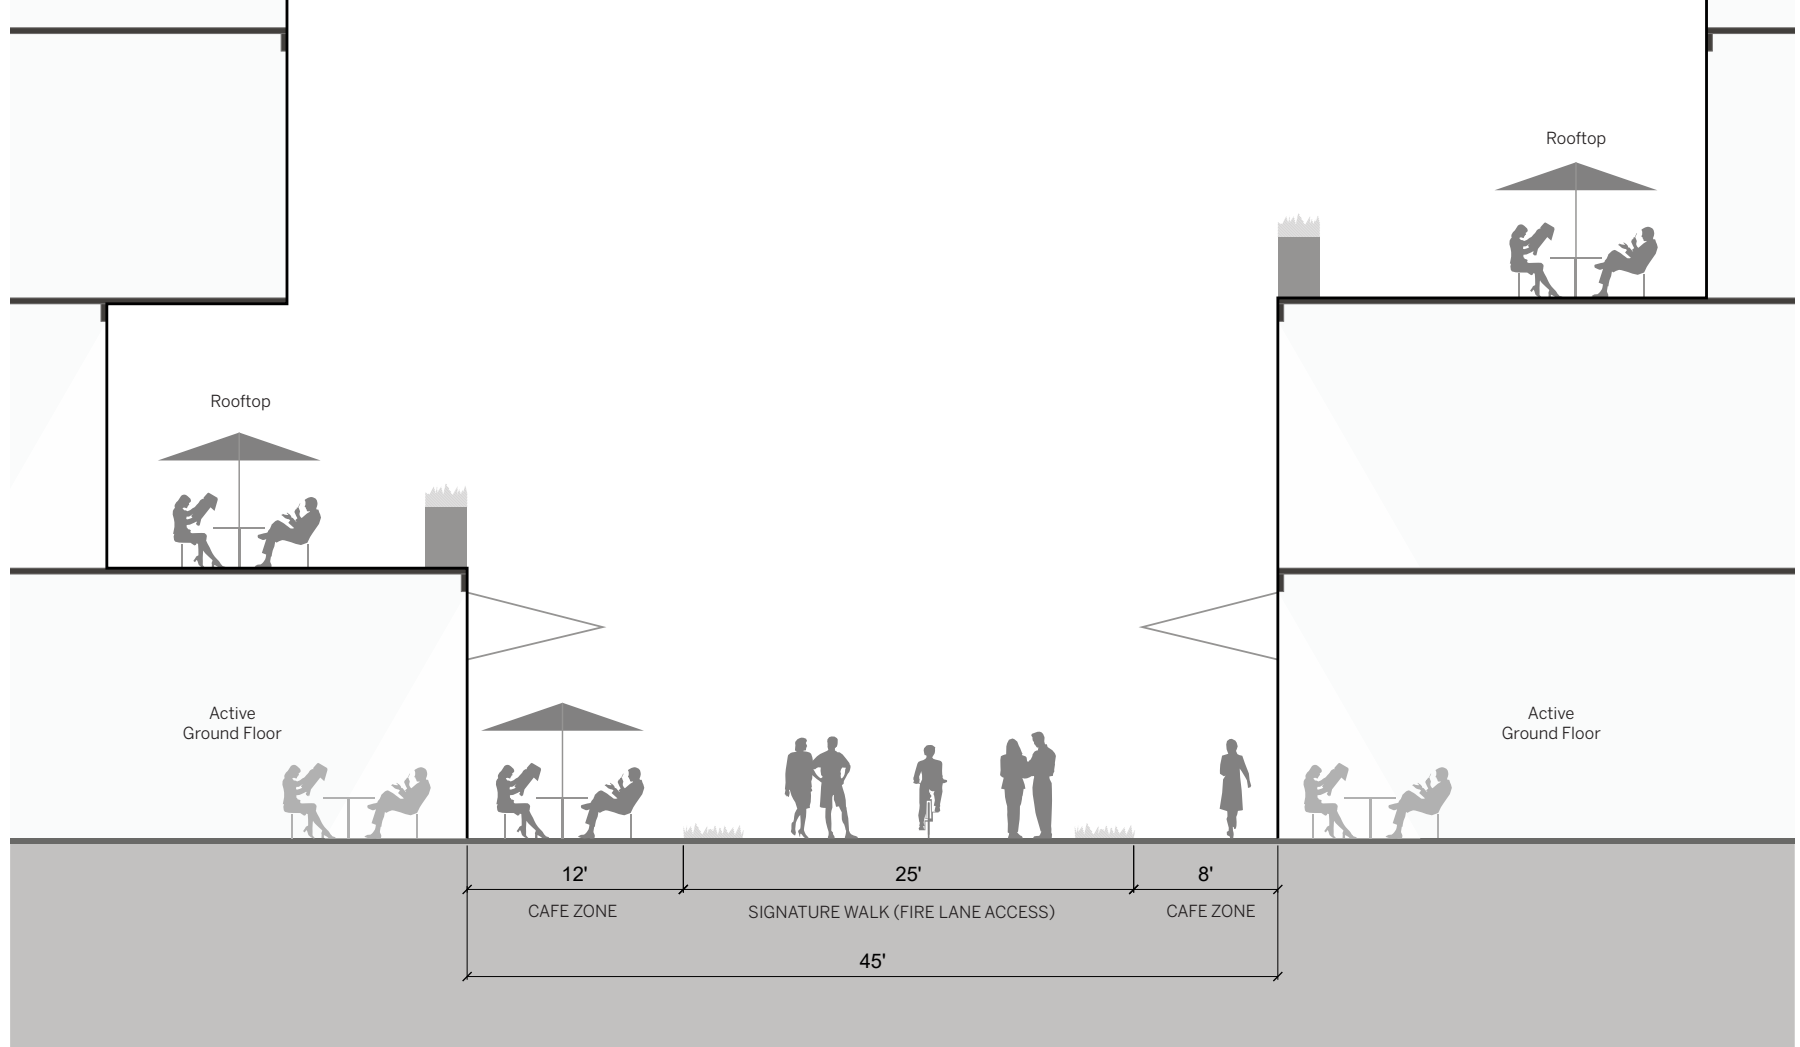 Rooftop
Rooftop
Active
Ground Floor
Active
Ground Floor
12'
25'
8'
CAFE ZONE
SIGNATURE WALK (FIRE LANE ACCESS)
CAFE ZONE
45'